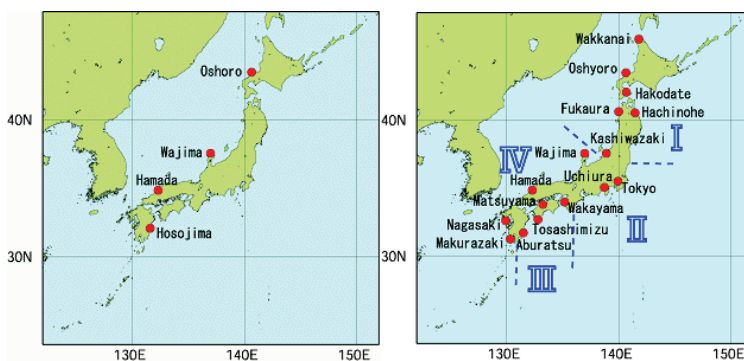 Oshoro
Wajima
Hamada
Hosojima
40N
30N
130E
140E
150E
Wakkanai
Oshyoro
Hakodate
Fukaura
Hachinohe
Kashiwazaki
I
Wajima
IV
Hamada
Uchiura
Tokyo
Matsuyama
Wakayama
Nagasaki
Tosashimizu
II
Makurazaki
Aburatsu
III
40N
30N
130E
140E
150E